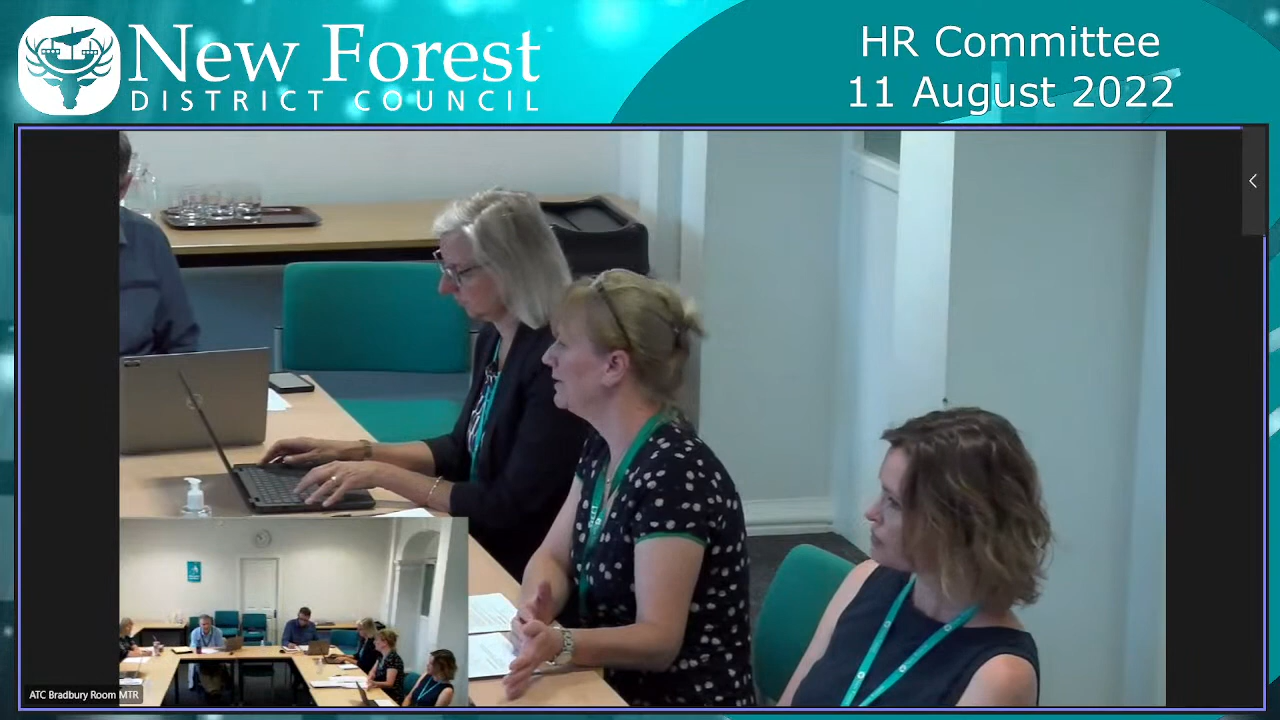 New Forest
DISTRICT COUNCIL
HR Committee
11 August 2022
ATC Bradbury Room MTR